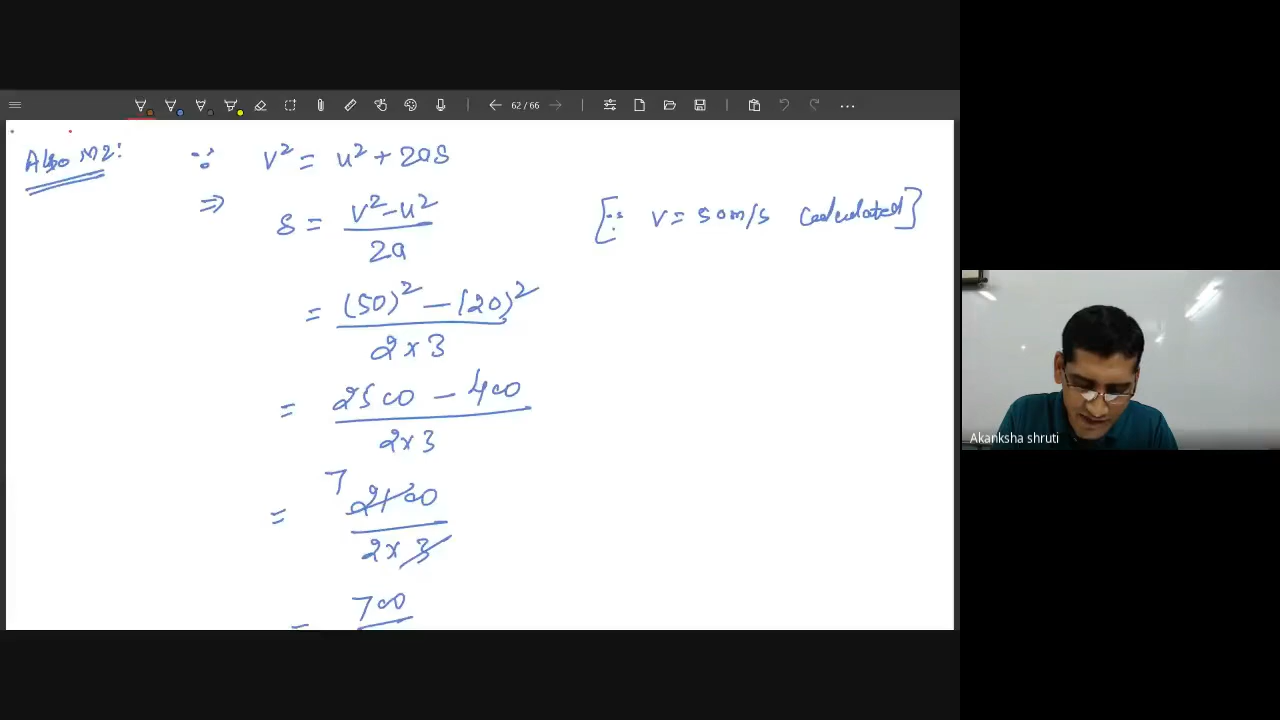 62 / 66
Also M2:
∵ v² = u² + 2as
⇒ s = v² - u² / 2a
[∵ v = 50 m/s calculated]
= (50)² - (20)² / 2 × 3
= 2500 - 400 / 2 × 3
= 7 2100 / 2 × 3
= 700
Akanksha shruti